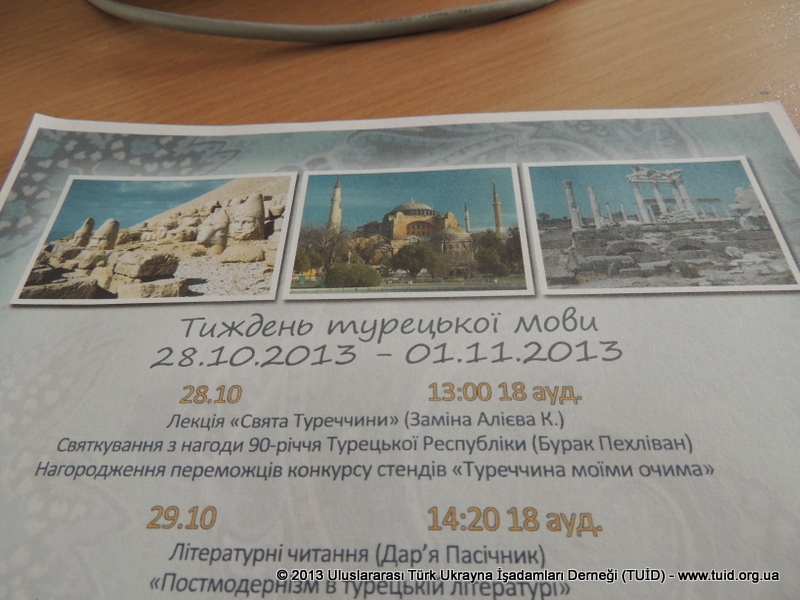 Тиждень турецької мови
28.10.2013 – 01.11.2013
28.10 13:00 18 ауд.
Лекція «Свята Туреччини» (Заміна Алієва К.)
Святкування з нагоди 90-річчя Турецької Республіки (Бурак Пехліван)
Нагородження переможців конкурсу стендів «Туреччина моїми очима»
29.10 14:20 18 ауд.
Літературні читання (Дар’я Пасічник)
«Постмодернізм в турецькій літературі»
© 2013 Uluslararası Türk Ukrayna İşadamları Derneği (TUİD) - www.tuid.org.ua